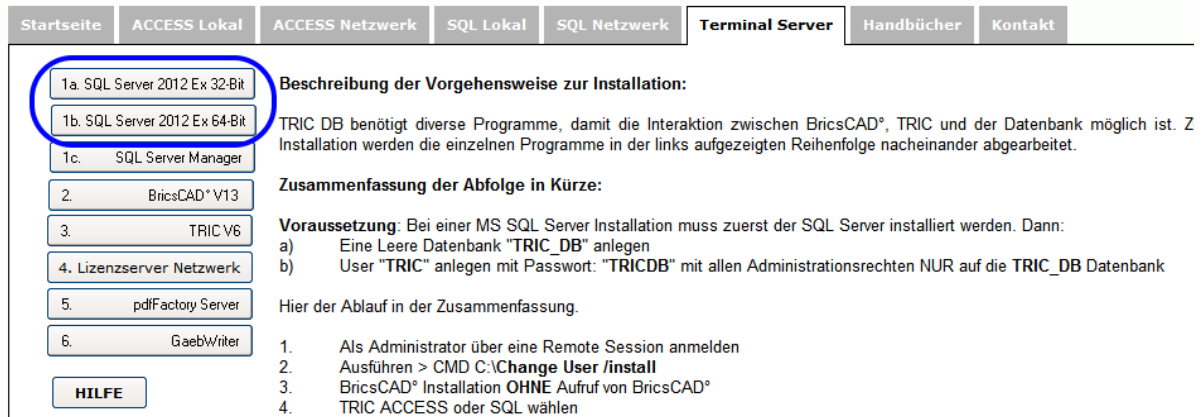 Startseite ACCESS Lokal ACCESS Netzwerk SQL Lokal SQL Netzwerk Terminal Server Handbücher Kontakt
1a. SQL Server 2012 Ex 32-Bit
1b. SQL Server 2012 Ex 64-Bit
1c. SQL Server Manager
2. BricsCAD° V13
3. TRIC V6
4. Lizenzserver Netzwerk
5. pdfFactory Server
6. GaebWriter
HILFE
Beschreibung der Vorgehensweise zur Installation:
TRIC DB benötigt diverse Programme, damit die Interaktion zwischen BricsCAD°, TRIC und der Datenbank möglich ist. Z
Installation werden die einzelnen Programme in der links aufgezeigten Reihenfolge nacheinander abgearbeitet.
Zusammenfassung der Abfolge in Kürze:
Voraussetzung: Bei einer MS SQL Server Installation muss zuerst der SQL Server installiert werden. Dann:
a) Eine Leere Datenbank "TRIC_DB" anlegen
b) User "TRIC" anlegen mit Passwort: "TRICDB" mit allen Administrationsrechten NUR auf die TRIC_DB Datenbank
Hier der Ablauf in der Zusammenfassung.
1. Als Administrator über eine Remote Session anmelden
2. Ausführen > CMD C:\Change User /install
3. BricsCAD° Installation OHNE Aufruf von BricsCAD°
4. TRIC ACCESS oder SQL wählen